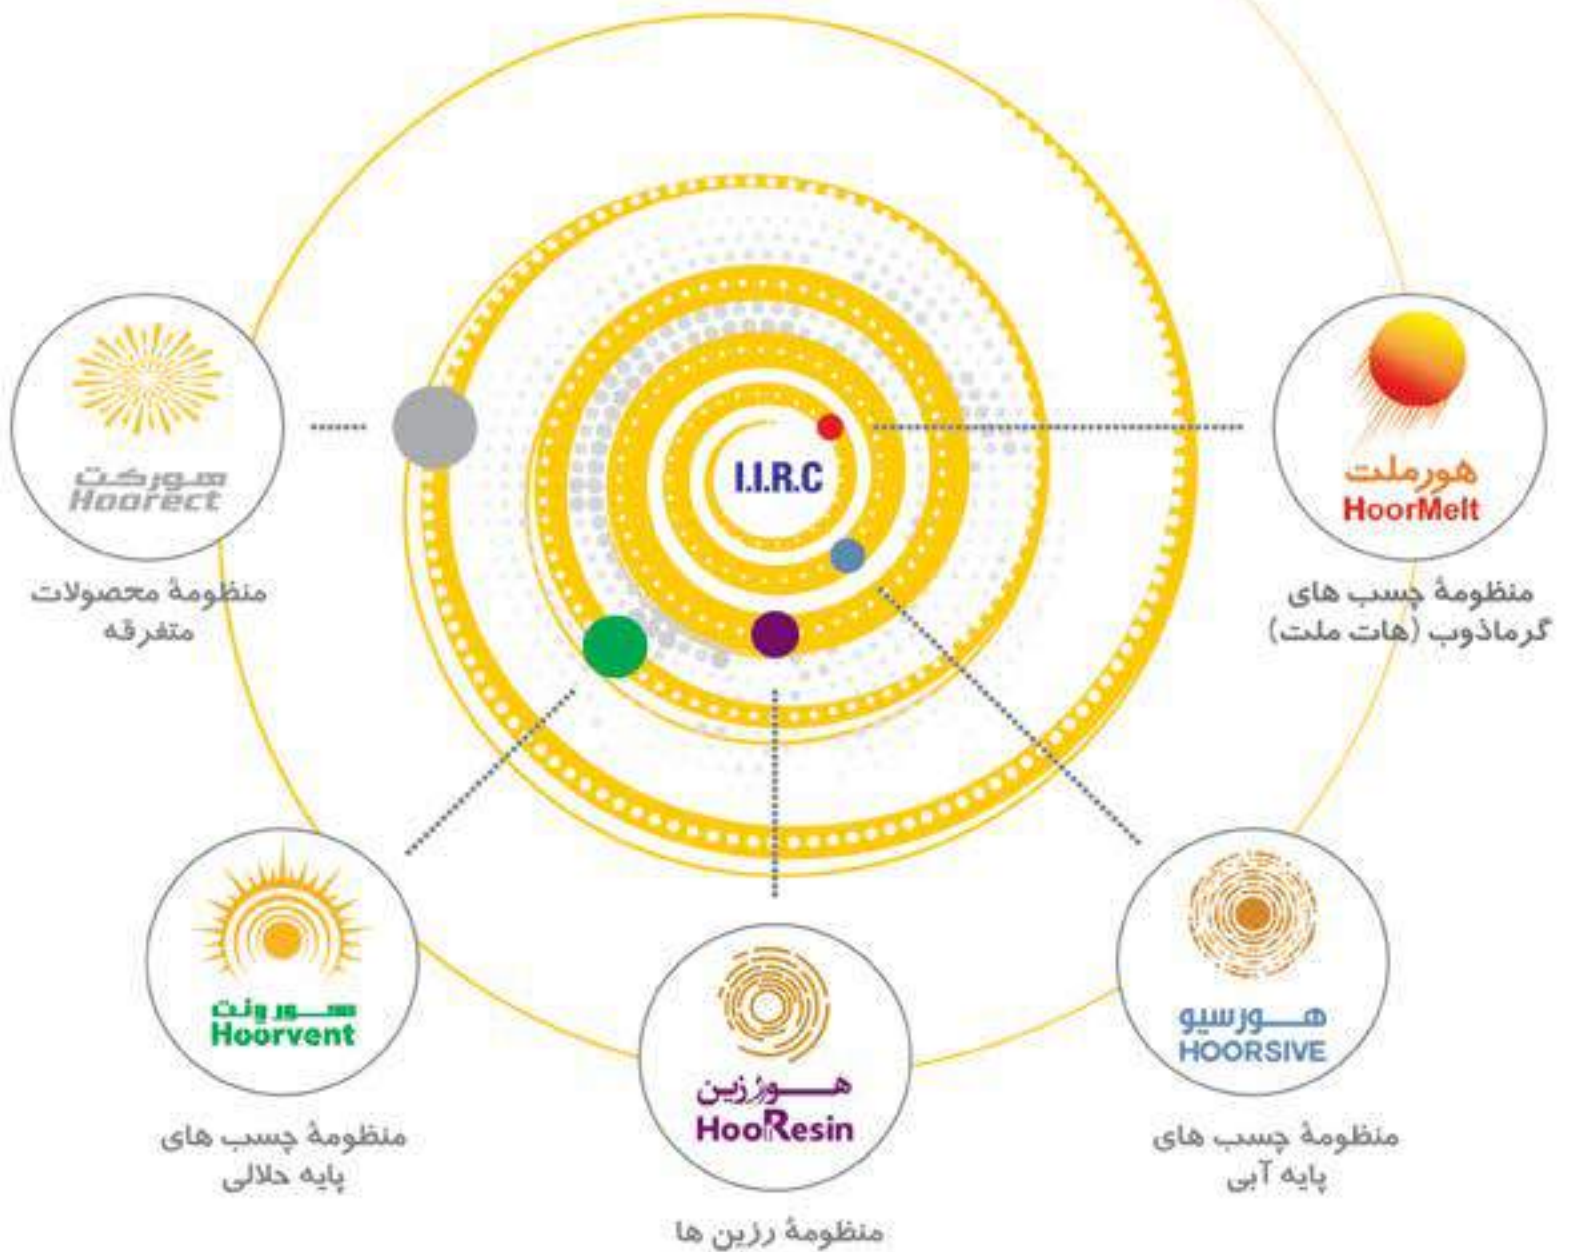 I.I.R.C
هورملت
HoorMelt
منظومهٔ چسب های
گرماذوب (هات ملت)
هورسیو
HOORSIVE
منظومهٔ چسب های
پایه آبی
هورزین
HooResin
منظومهٔ رزین ها
هورونت
Hoorvent
منظومهٔ چسب های
پایه حلالی
هورکت
Hoorect
منظومهٔ محصولات
متفرقه